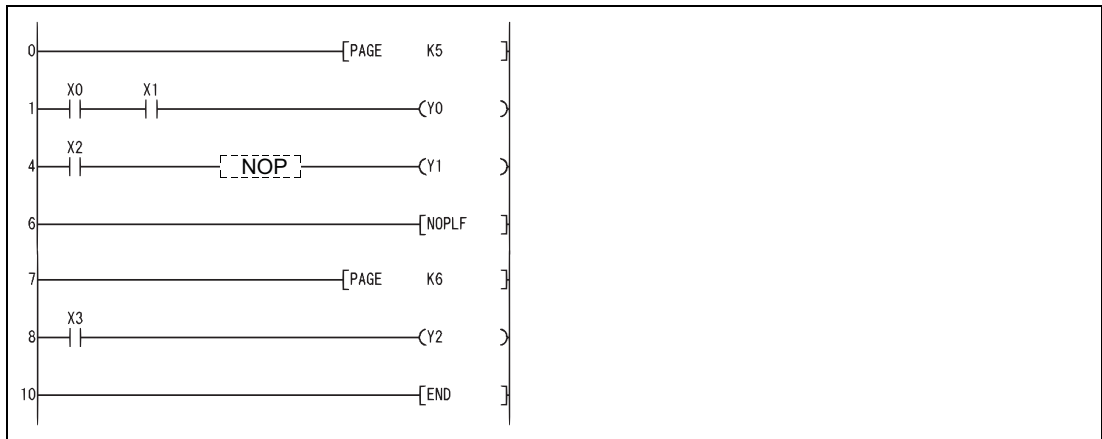 0 [PAGE K5 ]
X0 X1
1 (Y0 )
X2
4 NOP (Y1 )
6 [NOPLF ]
7 [PAGE K6 ]
X3
8 (Y2 )
10 [END ]